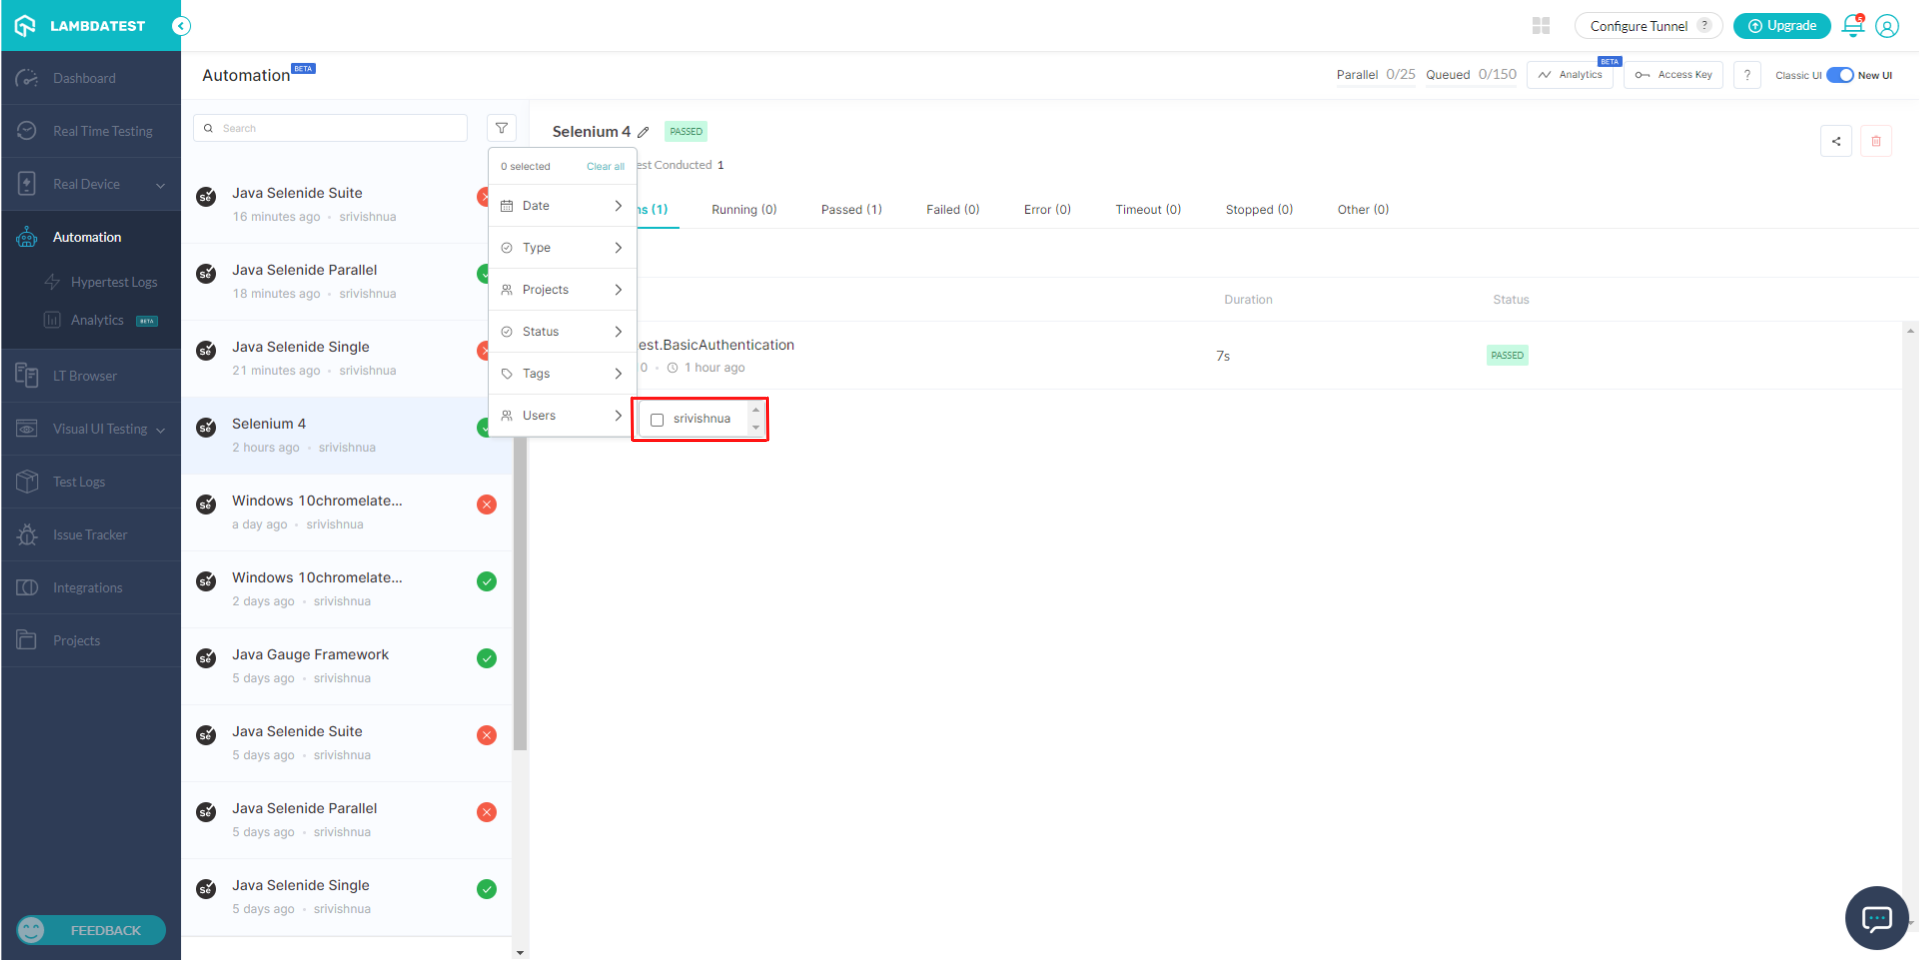 LAMBDATEST
Configure Tunnel ?
Upgrade
5
Dashboard
Real Time Testing
Real Device
Automation
Hypertest Logs
Analytics BETA
LT Browser
Visual UI Testing
Test Logs
Issue Tracker
Integrations
Projects
FEEDBACK
Automation BETA
Parallel 0/25 Queued 0/150
Analytics BETA
Access Key
?
Classic UI New UI
Search
Java Selenide Suite
16 minutes ago • srivishnua
Java Selenide Parallel
18 minutes ago • srivishnua
Java Selenide Single
21 minutes ago • srivishnua
Selenium 4
2 hours ago • srivishnua
Windows 10chromelate...
a day ago • srivishnua
Windows 10chromelate...
2 days ago • srivishnua
Java Gauge Framework
5 days ago • srivishnua
Java Selenide Suite
5 days ago • srivishnua
Java Selenide Parallel
5 days ago • srivishnua
Java Selenide Single
5 days ago • srivishnua
0 selected Clear all
Date
Type
Projects
Status
Tags
Users
srivishnua
Selenium 4 PASSED
est Conducted 1
ns (1) Running (0) Passed (1) Failed (0) Error (0) Timeout (0) Stopped (0) Other (0)
Duration Status
est.BasicAuthentication 7s PASSED
0 • 1 hour ago